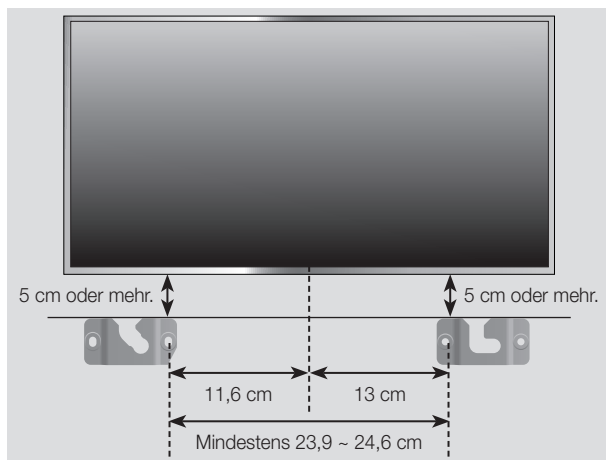 5 cm oder mehr.
5 cm oder mehr.
11,6 cm
13 cm
Mindestens 23,9 ~ 24,6 cm